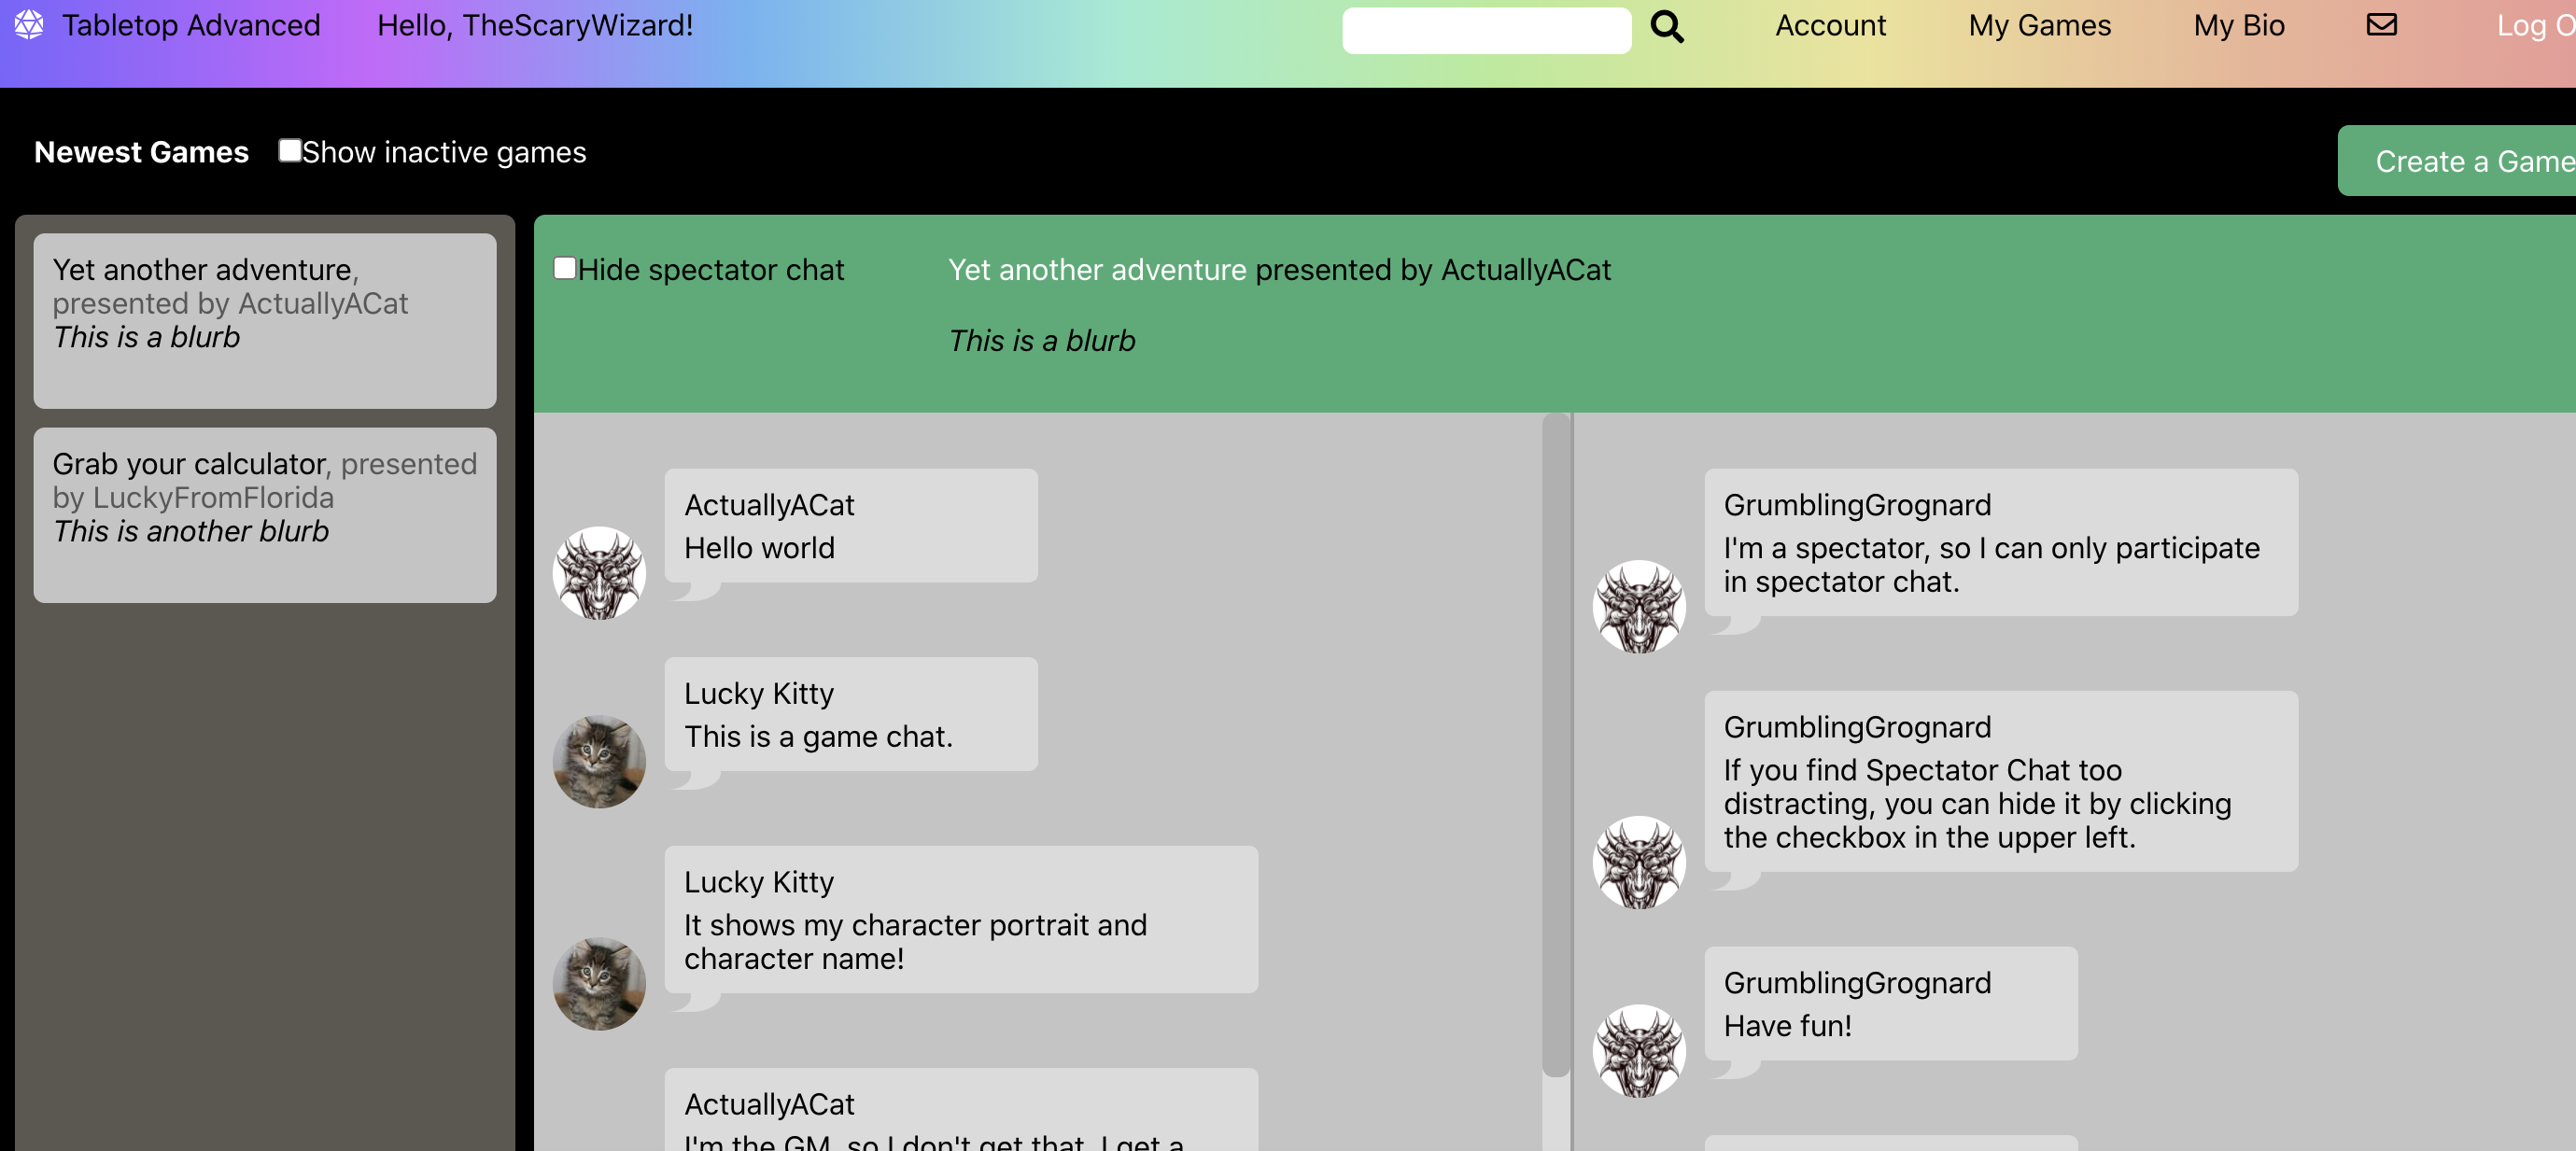 Tabletop Advanced
Hello, TheScaryWizard!
Account
My Games
My Bio
Log O
Newest Games
Show inactive games
Create a Game
Yet another adventure,
presented by ActuallyACat
This is a blurb
Grab your calculator, presented
by LuckyFromFlorida
This is another blurb
Hide spectator chat
Yet another adventure presented by ActuallyACat
This is a blurb
ActuallyACat
Hello world
Lucky Kitty
This is a game chat.
Lucky Kitty
It shows my character portrait and
character name!
ActuallyACat
I'm the GM, so I don't get that. I get a
GrumblingGrognard
I'm a spectator, so I can only participate
in spectator chat.
GrumblingGrognard
If you find Spectator Chat too
distracting, you can hide it by clicking
the checkbox in the upper left.
GrumblingGrognard
Have fun!